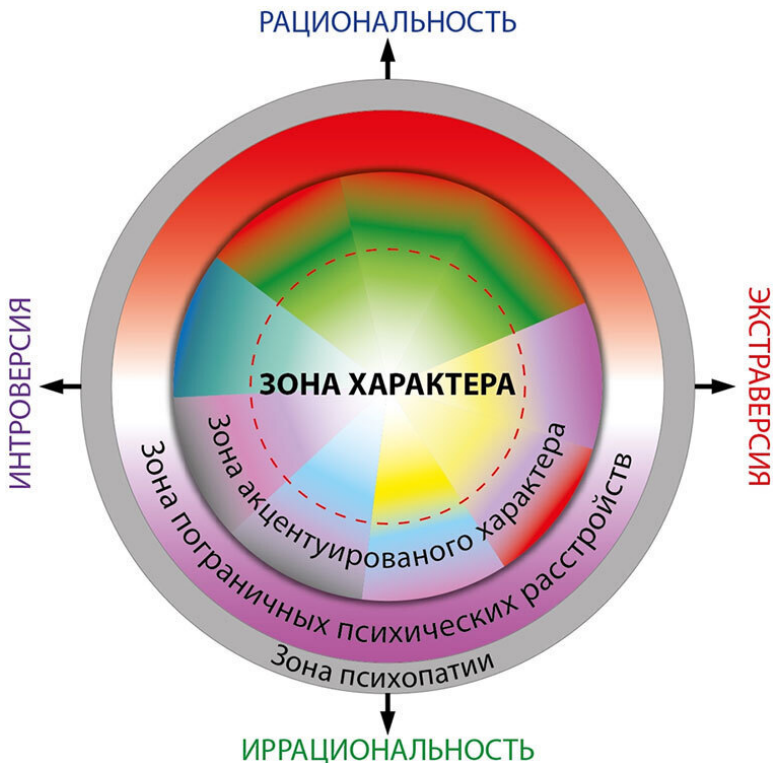 РАЦИОНАЛЬНОСТЬ
ИНТРОВЕРСИЯ
ЭКСТРАВЕРСИЯ
ЗОНА ХАРАКТЕРА
Зона акцентуированого характера
Зона пограничных психических расстройств
Зона психопатии
ИРРАЦИОНАЛЬНОСТЬ